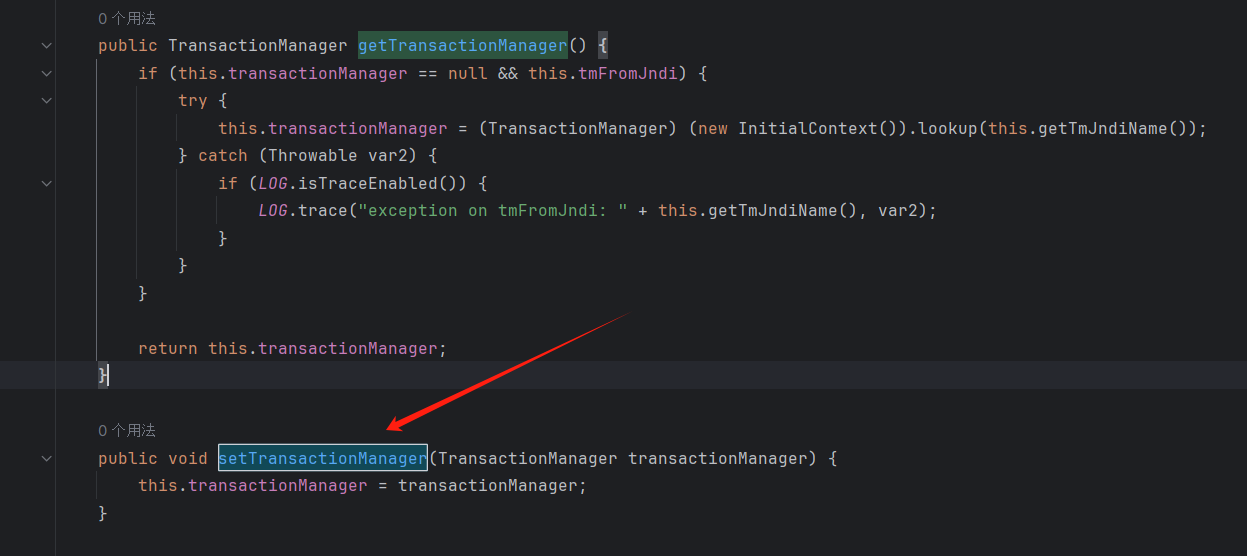 0 个用法
public TransactionManager getTransactionManager() {
if (this.transactionManager == null && this.tmFromJndi) {
try {
this.transactionManager = (TransactionManager) (new InitialContext()).lookup(this.getTmJndiName());
} catch (Throwable var2) {
if (LOG.isTraceEnabled()) {
LOG.trace("exception on tmFromJndi: " + this.getTmJndiName(), var2);
}
}
}
return this.transactionManager;
}
0 个用法
public void setTransactionManager(TransactionManager transactionManager) {
this.transactionManager = transactionManager;
}